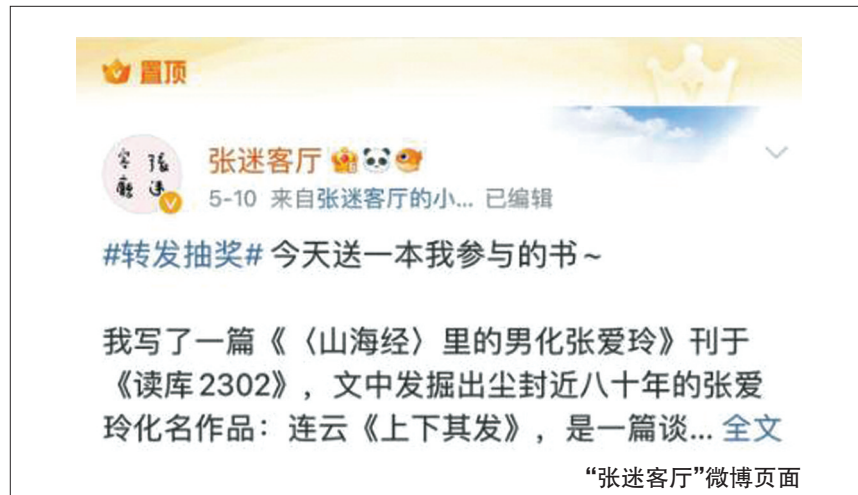 置顶
张迷客厅
张迷客厅
5-10 来自张迷客厅的小... 已编辑
#转发抽奖# 今天送一本我参与的书~
我写了一篇《〈山海经〉里的男化张爱玲》刊于
《读库2302》，文中发掘出尘封近八十年的张爱
玲化名作品：连云《上下其发》，是一篇谈... 全文
“张迷客厅”微博页面